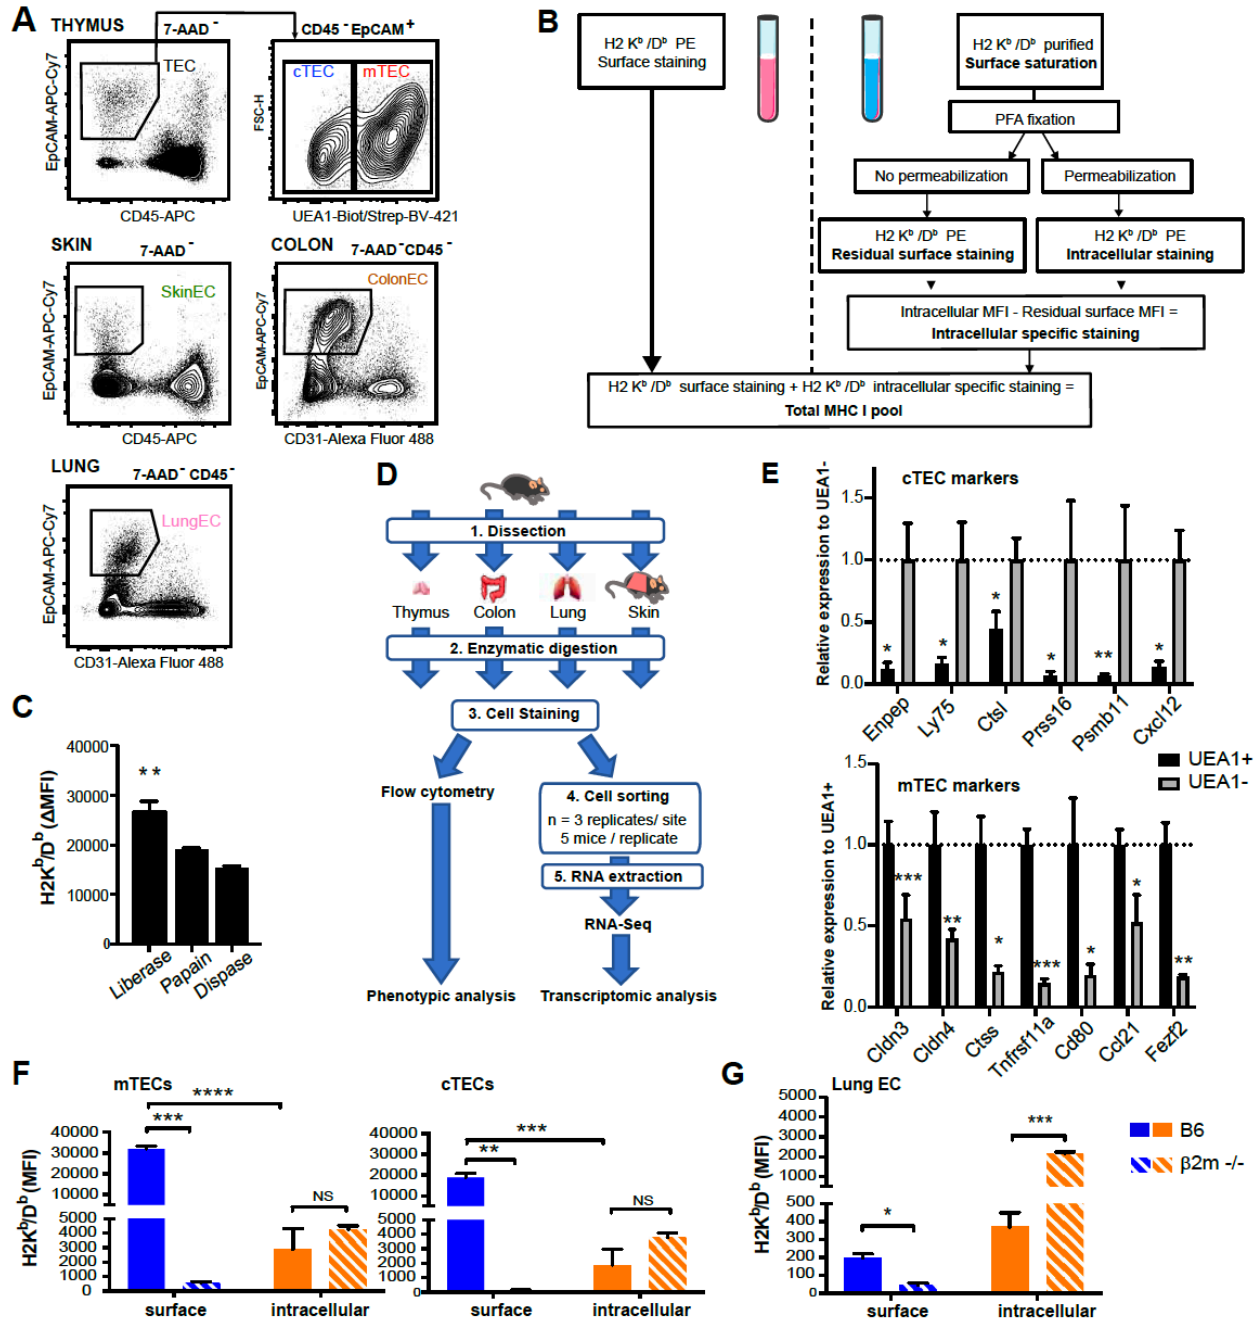 A
THYMUS
7-AAD-
CD45-EpCAM+
TEC
EpCAM-APC-Cy7
CD45-APC
cTEC
mTEC
FSC-H
UEA1-Biot/Strep-BV-421
SKIN
7-AAD-
SkinEC
EpCAM-APC-Cy7
CD45-APC
COLON
7-AAD-CD45-
ColonEC
EpCAM-APC-Cy7
CD31-Alexa Fluor 488
LUNG
7-AAD- CD45-
LungEC
EpCAM-APC-Cy7
CD31-Alexa Fluor 488
B
H2 Kb /Db PE
Surface staining
H2 Kb /Db purified
Surface saturation
PFA fixation
No permeabilization
Permeabilization
H2 Kb /Db PE
Residual surface staining
H2 Kb /Db PE
Intracellular staining
Intracellular MFI - Residual surface MFI =
Intracellular specific staining
H2 Kb /Db surface staining + H2 Kb /Db intracellular specific staining =
Total MHC I pool
C
H2Kb/Db (ΔMFI)
40000
30000
20000
10000
0
**
Liberase
Papain
Dispase
D
1. Dissection
Thymus
Colon
Lung
Skin
2. Enzymatic digestion
3. Cell Staining
Flow cytometry
4. Cell sorting
n = 3 replicates/ site
5 mice / replicate
5. RNA extraction
RNA-Seq
Phenotypic analysis
Transcriptomic analysis
E
cTEC markers
Relative expression to UEA1-
1.5
1.0
0.5
0.0
*
*
*
*
**
*
Enpep
Ly75
Ctsl
Prss16
Psmb11
Cxcl12
UEA1+
UEA1-
mTEC markers
Relative expression to UEA1+
1.5
1.0
0.5
0.0
***
**
*
***
*
*
**
Cldn3
Cldn4
Ctss
Tnfrsf11a
Cd80
Ccl21
Fezf2
F
mTECs
****
***
NS
H2Kb/Db (MFI)
40000
30000
20000
10000
5000
4000
3000
2000
1000
0
surface
intracellular
cTECs
***
**
NS
40000
30000
20000
10000
5000
4000
3000
2000
1000
0
surface
intracellular
G
Lung EC
H2Kb/Db (MFI)
5000
4000
3000
2000
1000
500
400
300
200
100
0
*
***
surface
intracellular
B6
β2m -/-